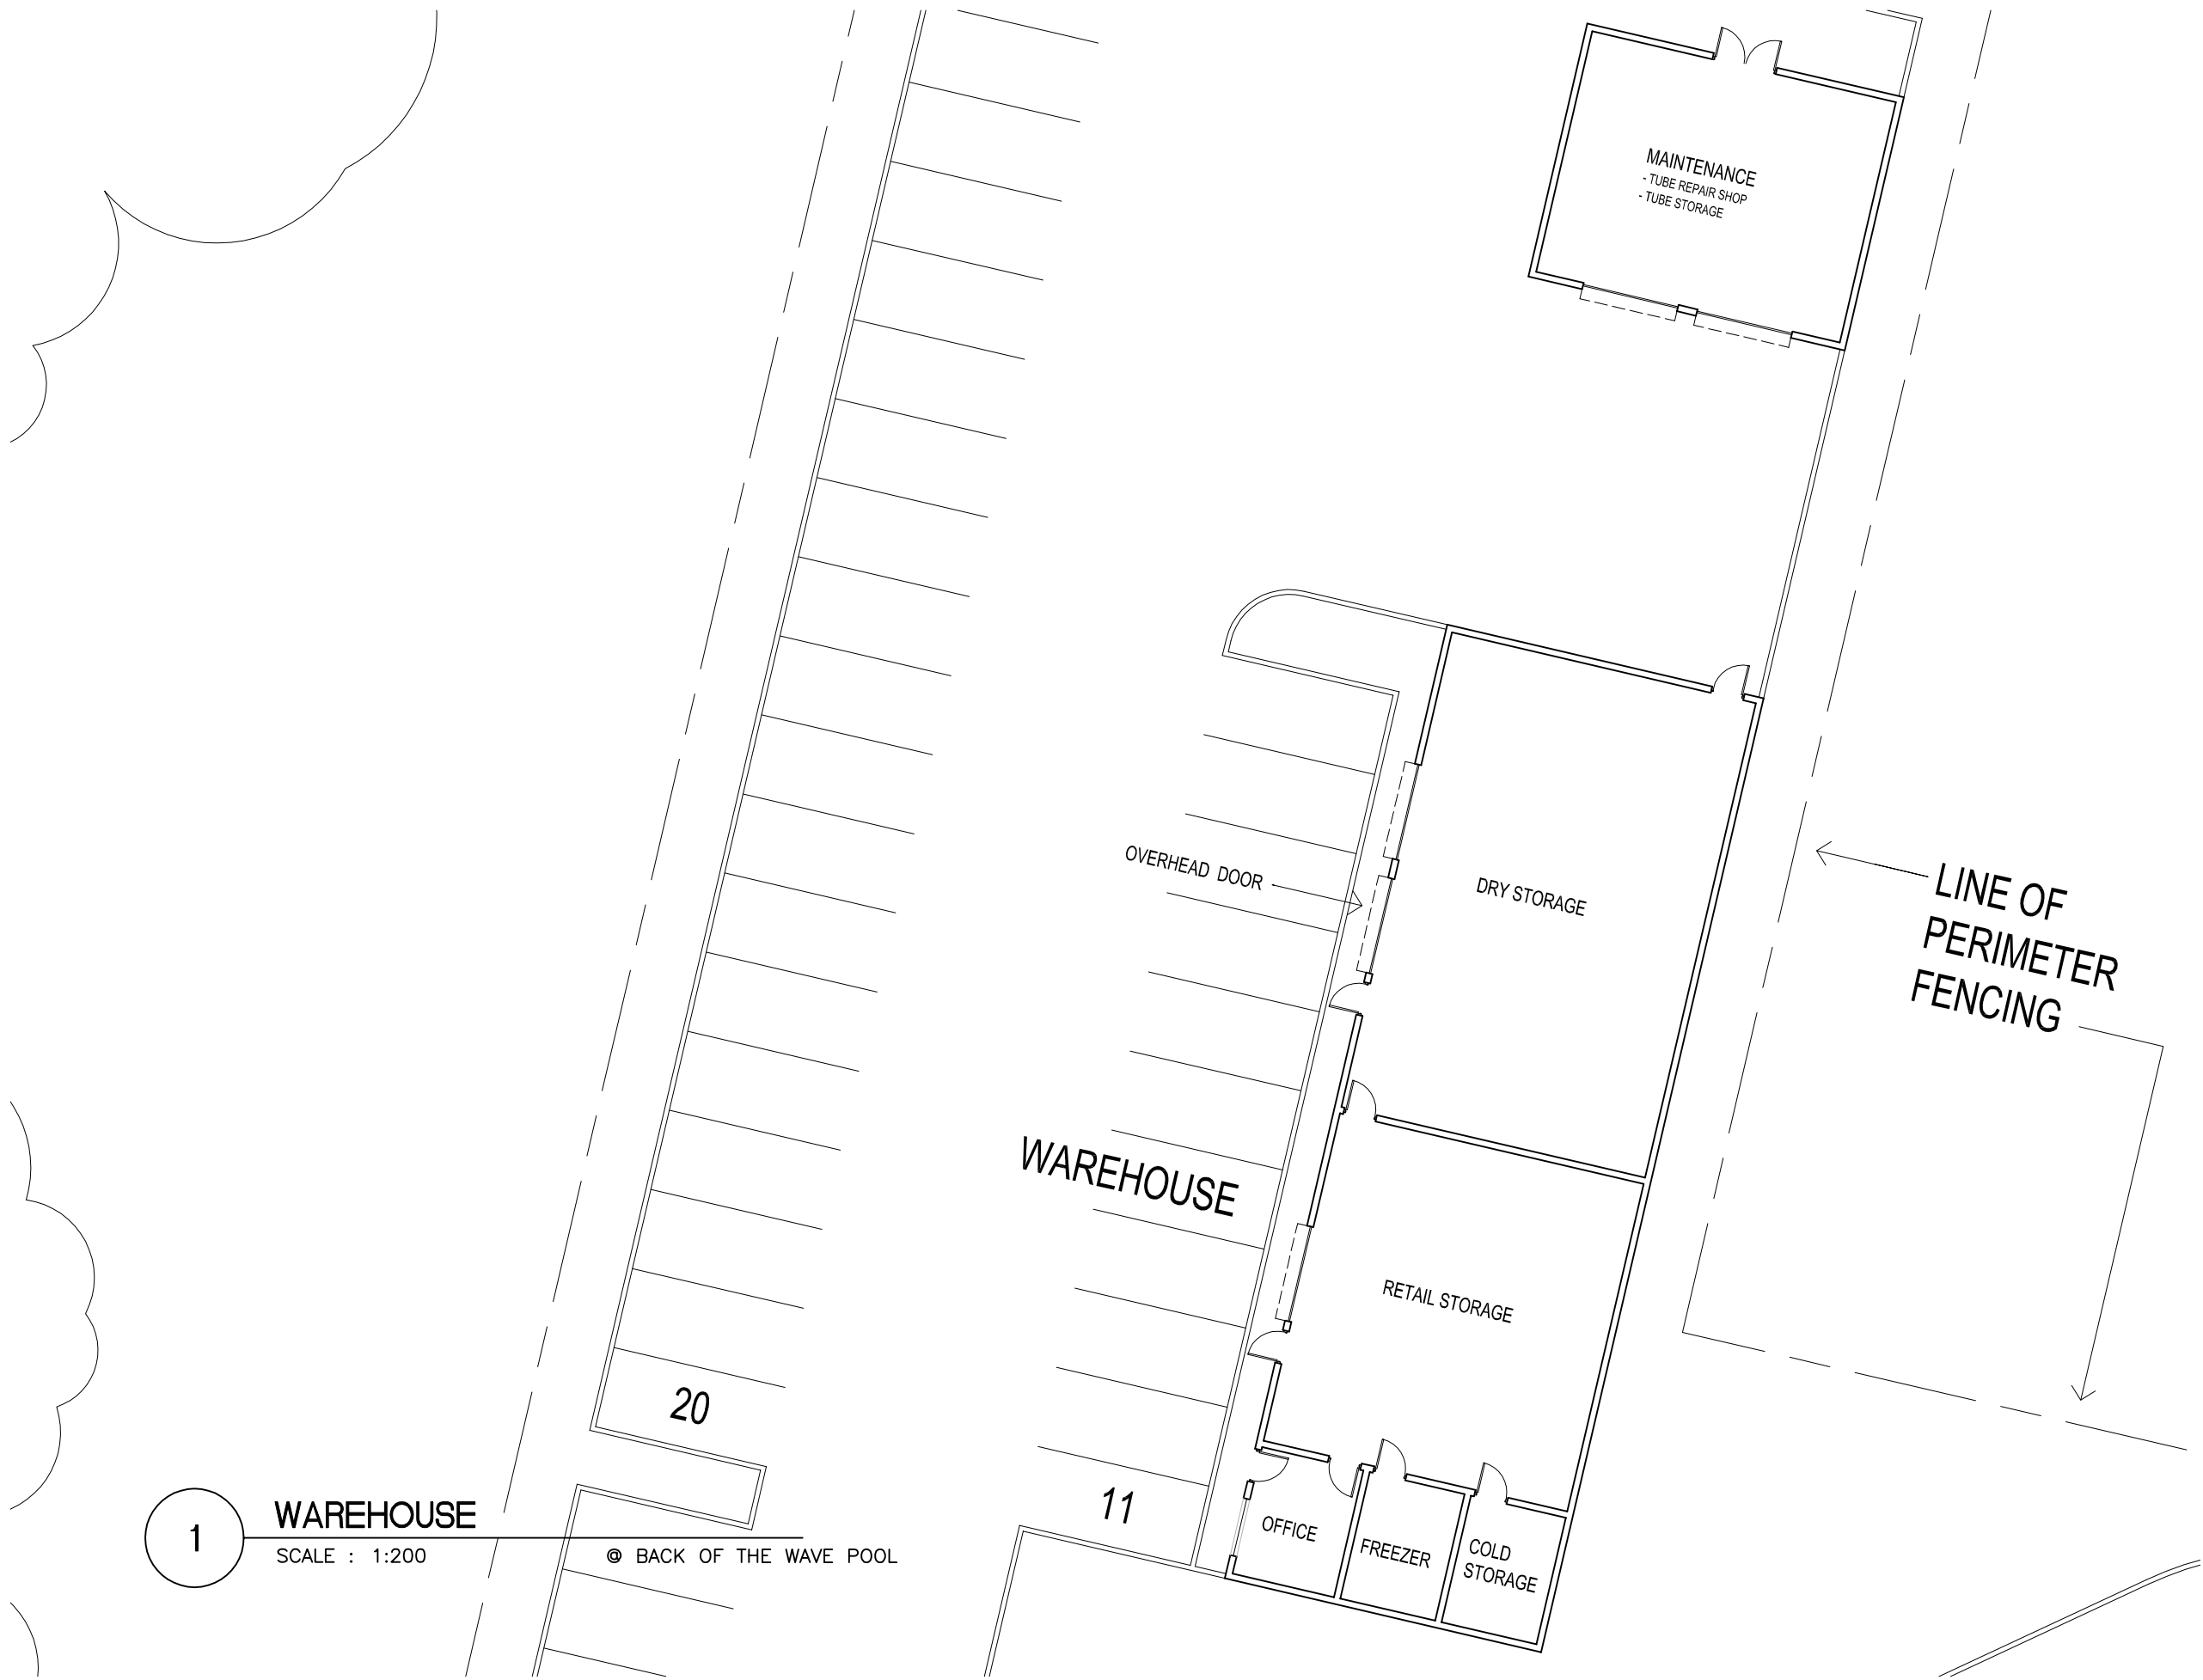 MAINTENANCE
- TUBE REPAIR SHOP
- TUBE STORAGE
OVERHEAD DOOR
DRY STORAGE
LINE OF
PERIMETER
FENCING
WAREHOUSE
RETAIL STORAGE
20
11
OFFICE
FREEZER
COLD
STORAGE
1
WAREHOUSE
SCALE : 1:200
@ BACK OF THE WAVE POOL